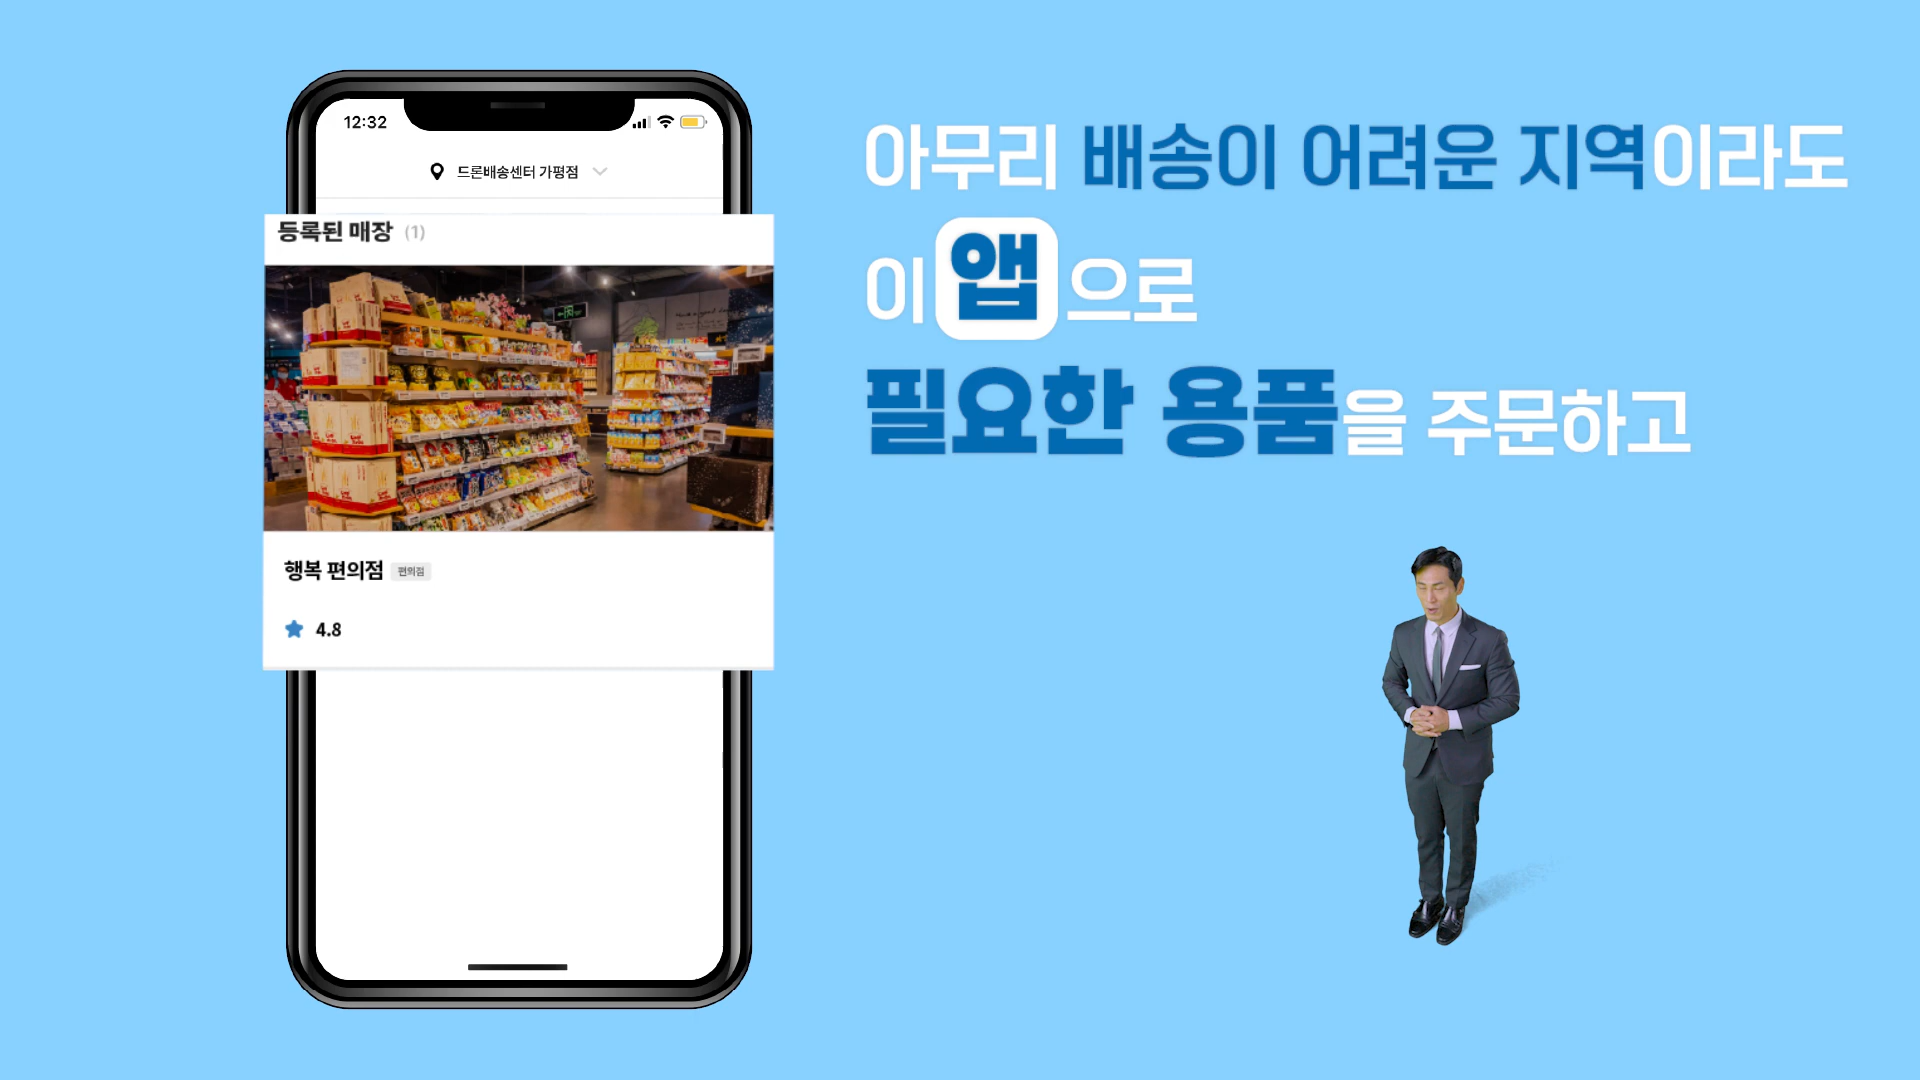 12:32
드론배송센터 가평점
등록된 매장 (1)
행복 편의점 편의점
4.8
아무리 배송이 어려운 지역이라도
이 앱으로
필요한 용품을 주문하고